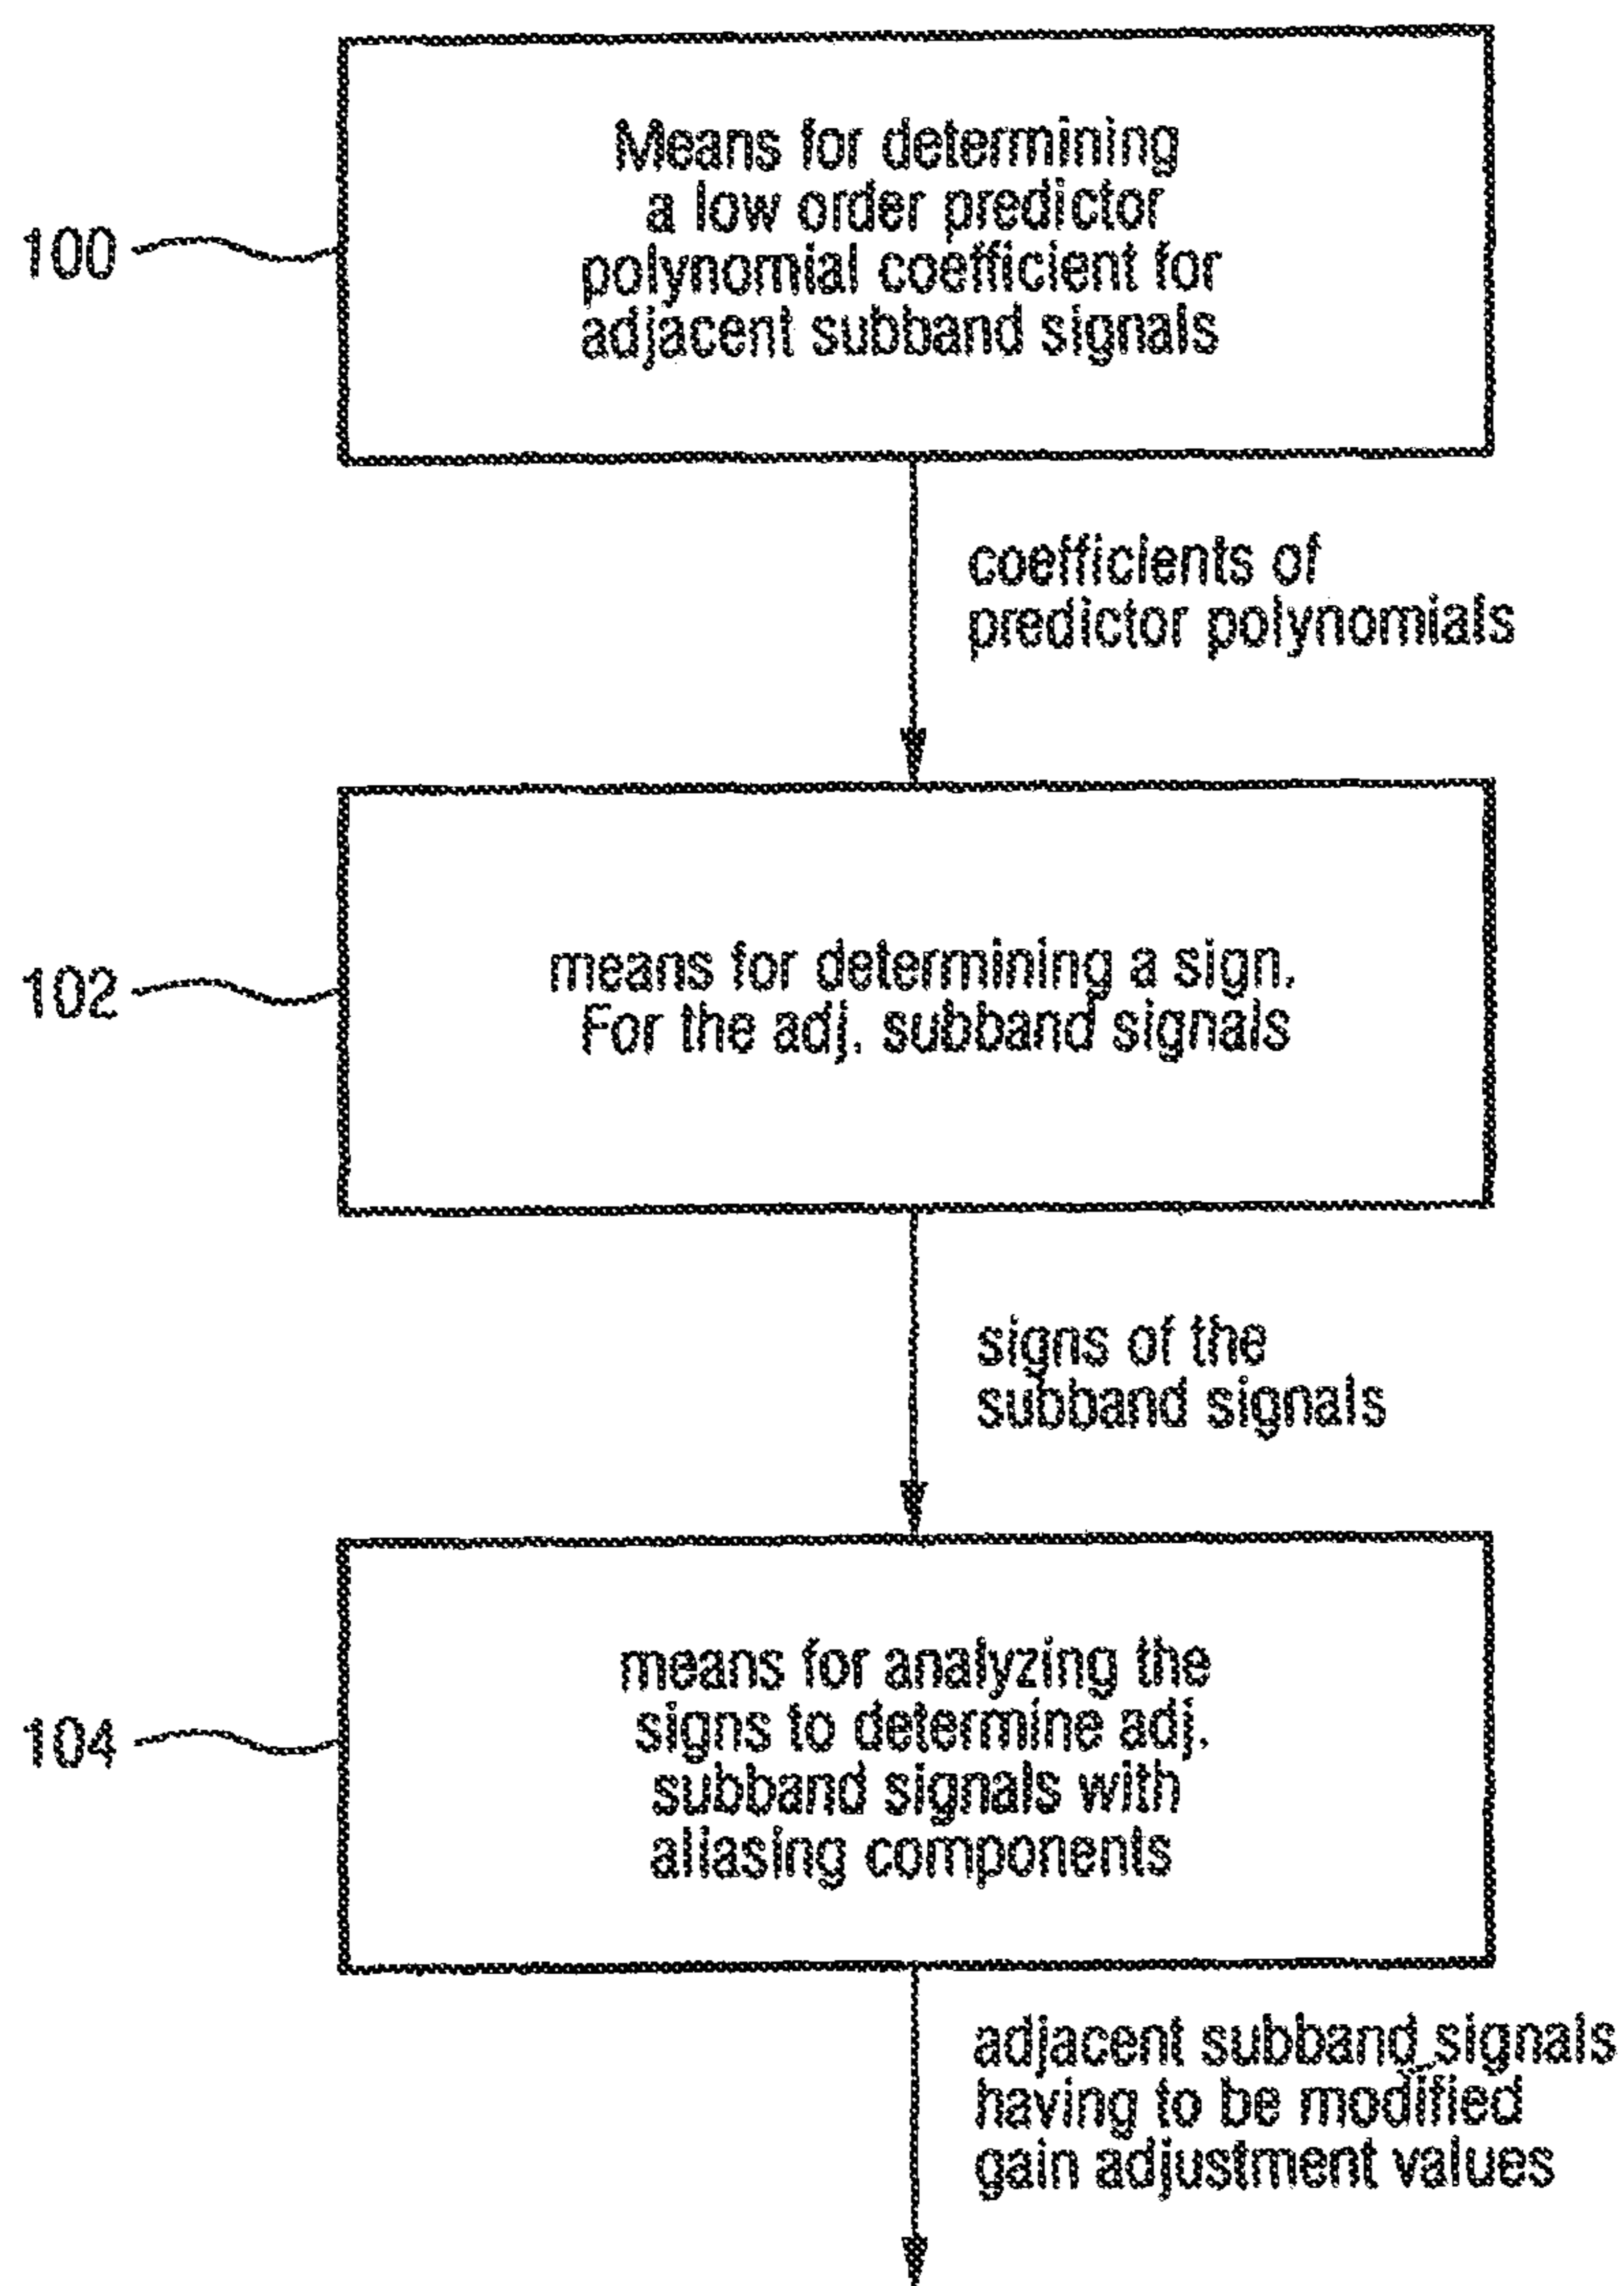 Means for determining
a low order predictor
polynomial coefficient for
adjacent subband signals
100
coefficients of
predictor polynomials
means for determining a sign.
For the adj. subband signals
102
signs of the
subband signals
means for analyzing the
signs to determine adj.
subband signals with
aliasing components
104
adjacent subband signals
having to be modified
gain adjustment values